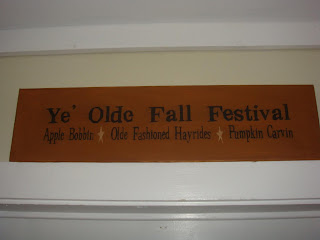 Ye' Olde Fall Festival
Apple Bobbin ☆ Olde Fashioned Hayrides ☆ Pumpkin Carvin